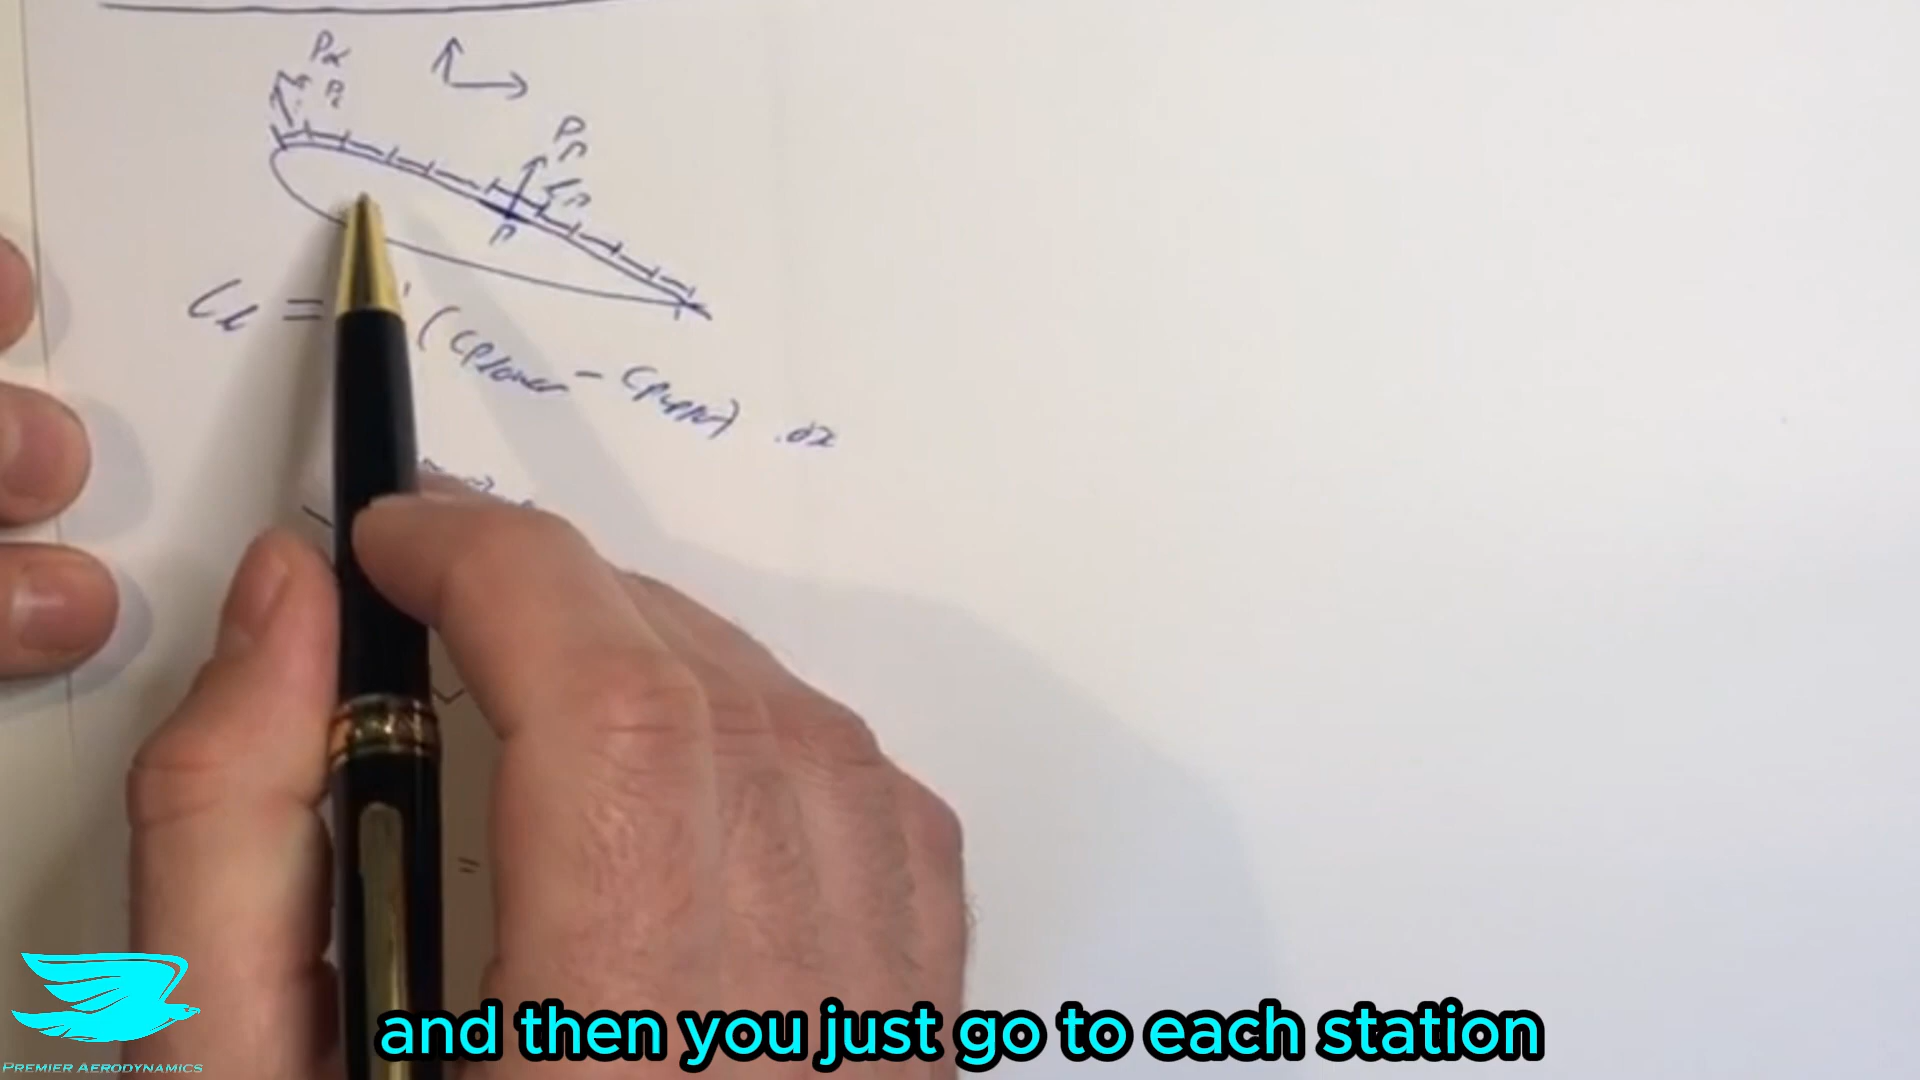 P∝
P
P
n
n
n
Cl = ' (Cplower - Cpupper) .dx
=
and then you just go to each station
PREMIER AERODYNAMICS